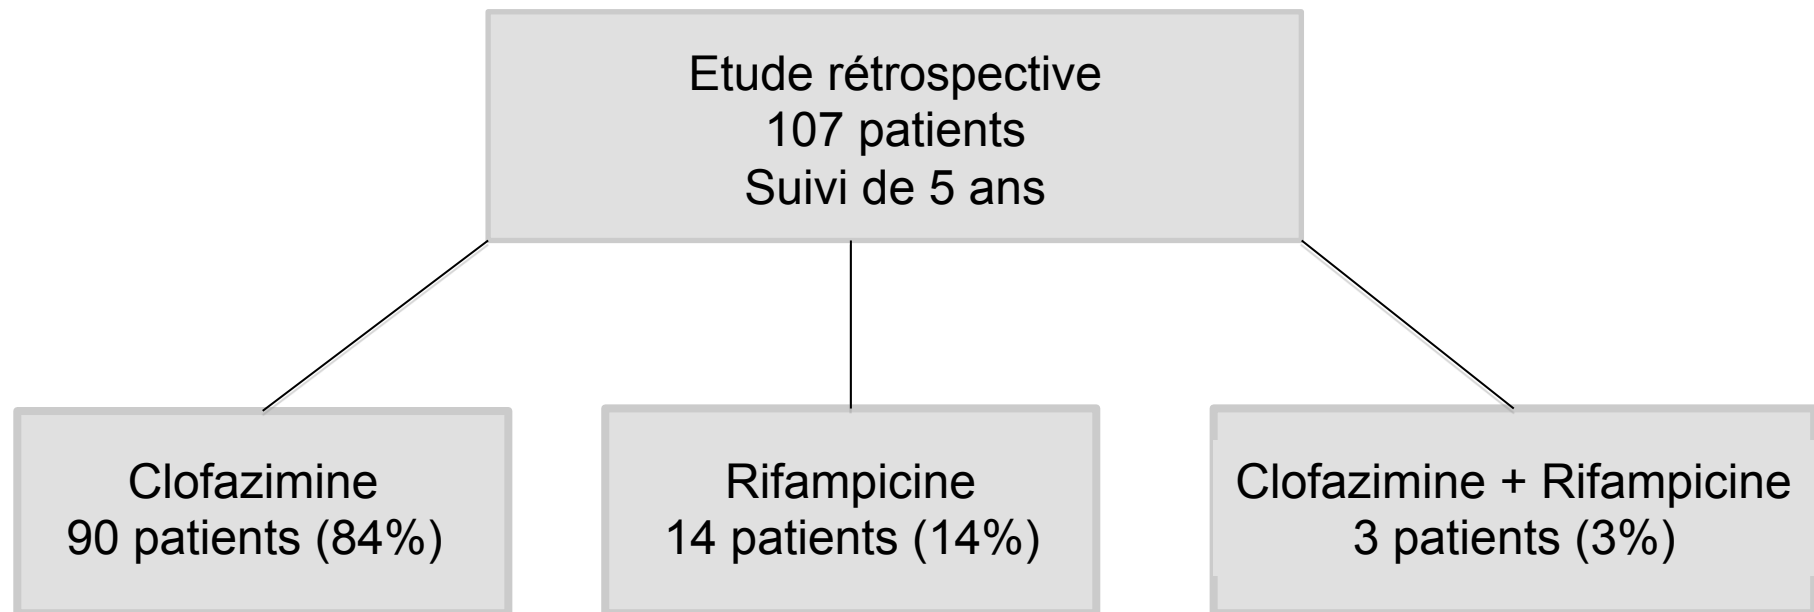 Etude rétrospective
107 patients
Suivi de 5 ans
Clofazimine
90 patients (84%)
Rifampicine
14 patients (14%)
Clofazimine + Rifampicine
3 patients (3%)